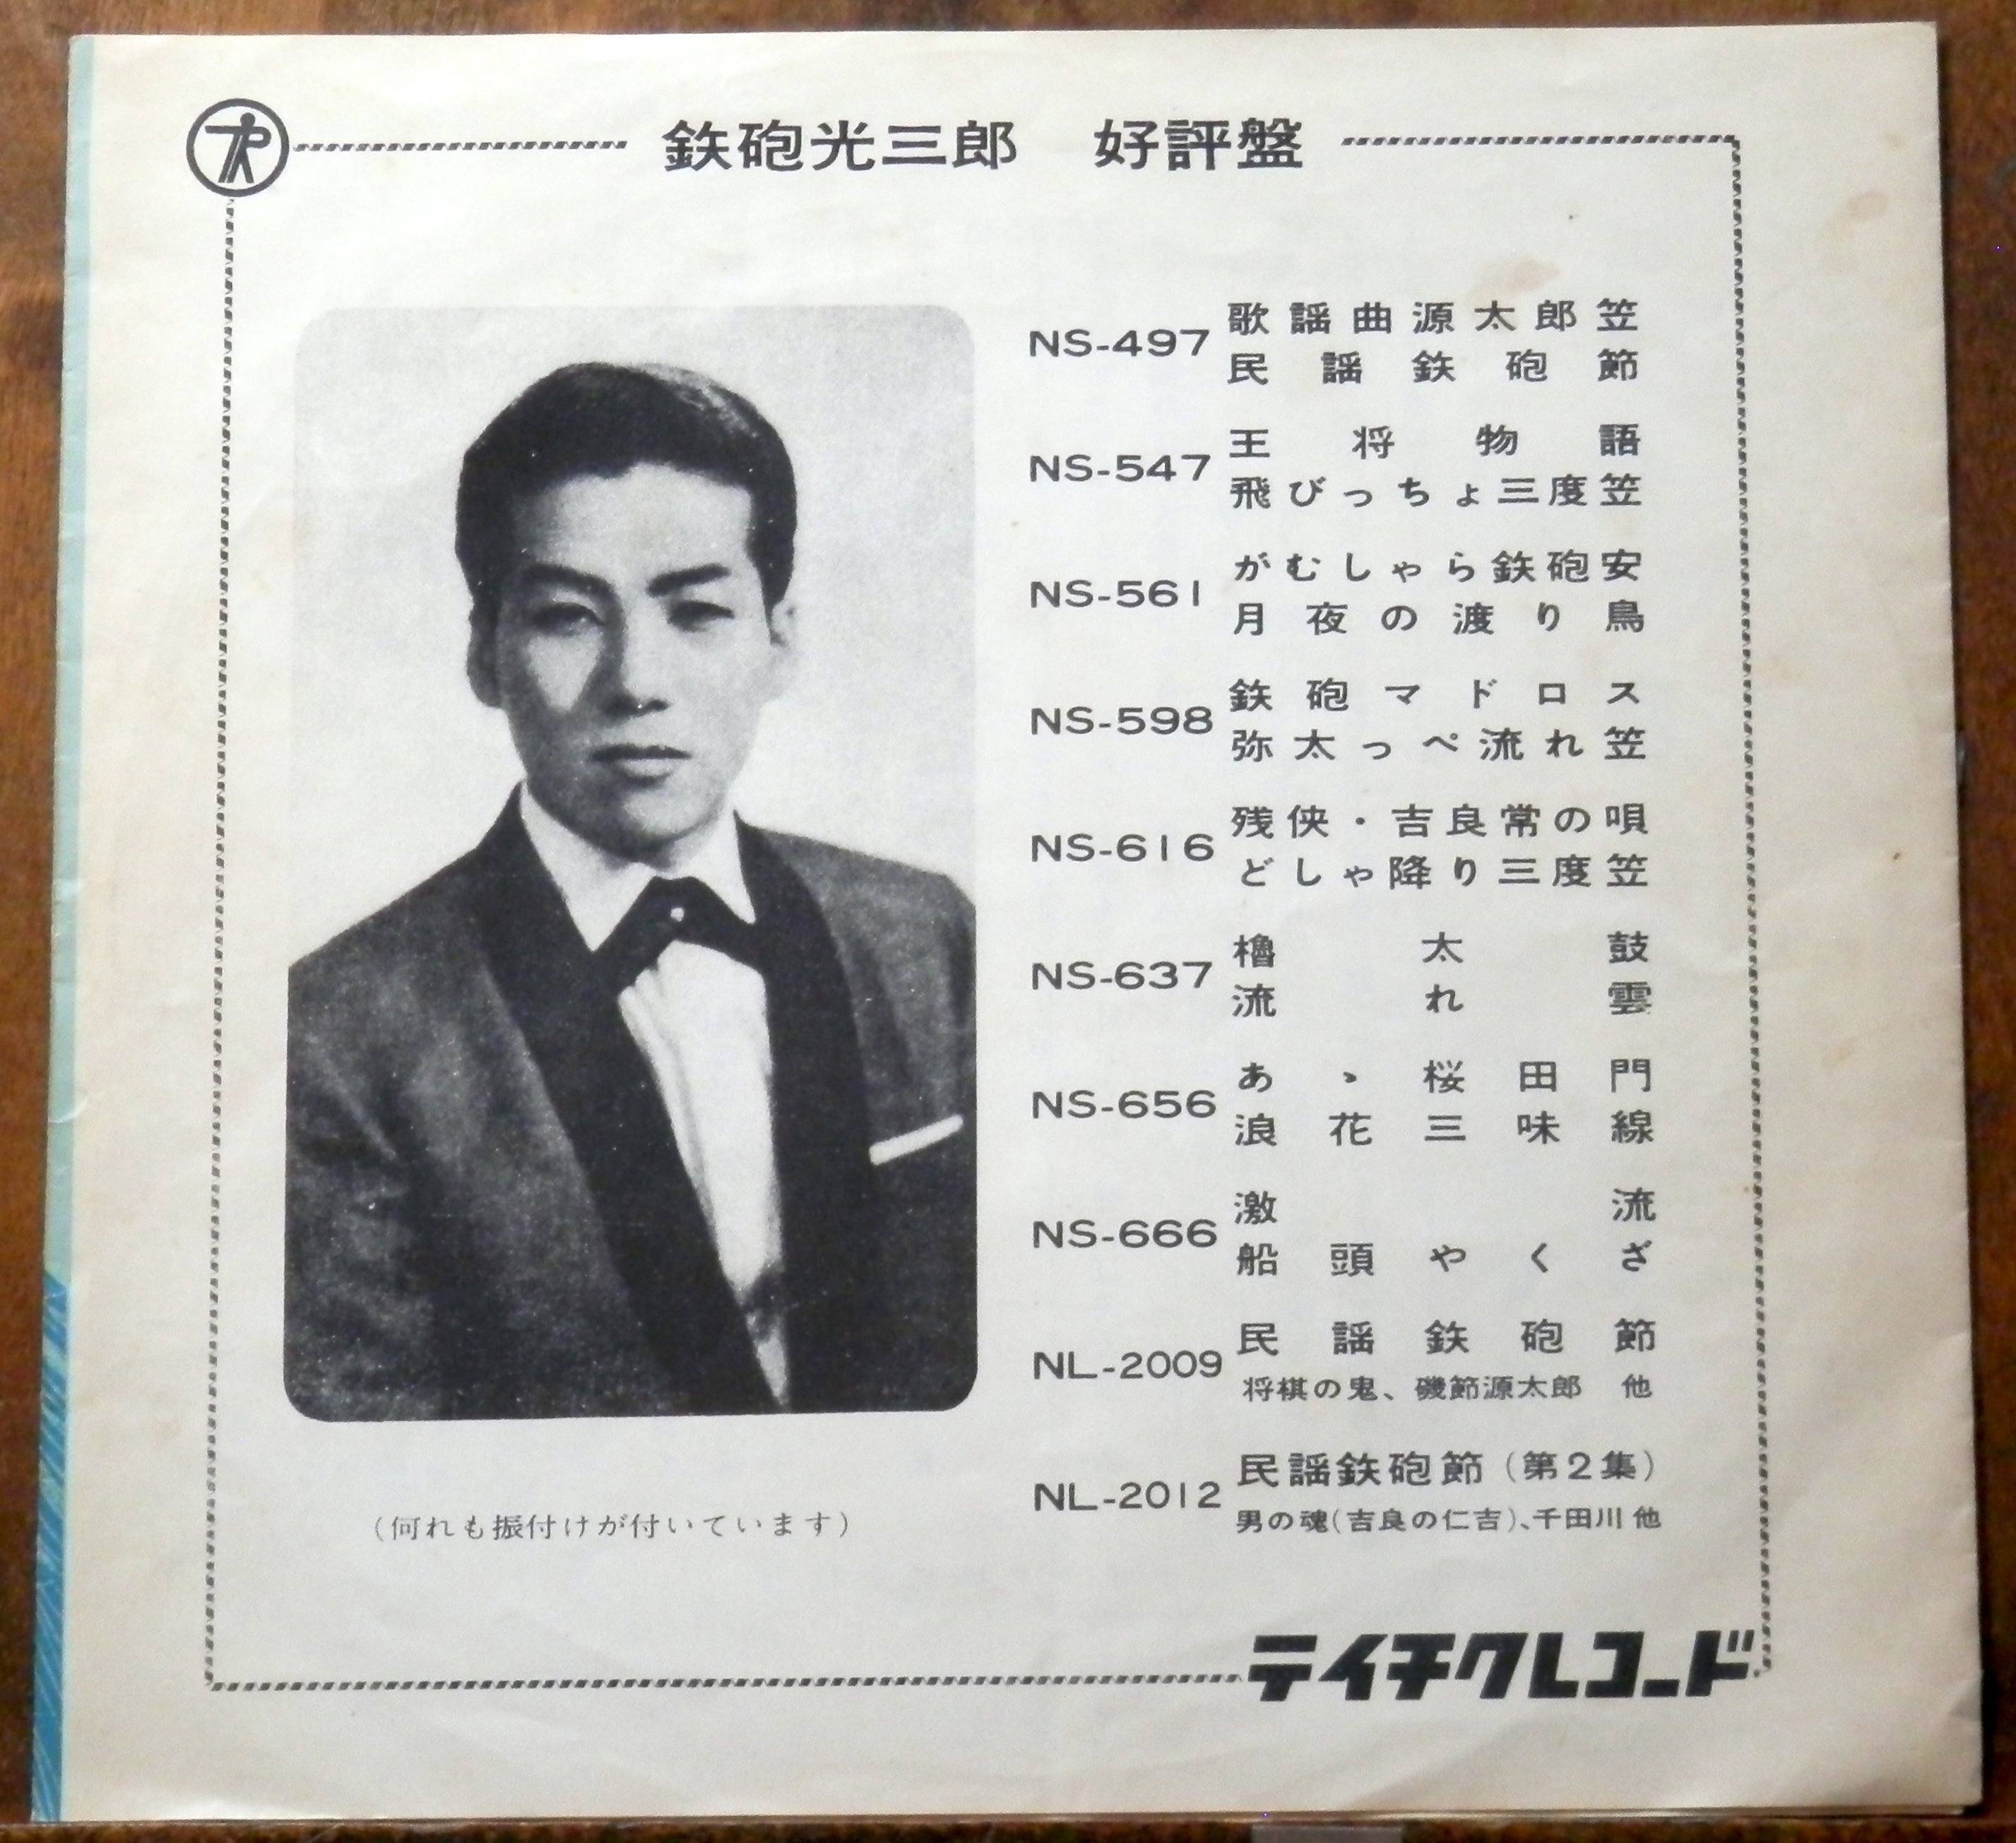 鉄砲光三郎　好評盤
NS-497
歌謡曲源太郎笠
民謡鉄砲節
NS-547
王将物語
飛びっちょ三度笠
NS-561
がむしゃら鉄砲安
月夜の渡り鳥
NS-598
鉄砲マドロス
弥太っぺ流れ笠
NS-616
残侠・吉良常の唄
どしゃ降り三度笠
NS-637
櫓太鼓
流れ雲
NS-656
あゝ桜田門
浪花三味線
NS-666
激流
船頭やくざ
NL-2009
民謡鉄砲節
将棋の鬼、磯節源太郎　他
NL-2012
民謡鉄砲節（第2集）
男の魂（吉良の仁吉）、千田川 他
（何れも振付けが付いています）
テイチクレコード